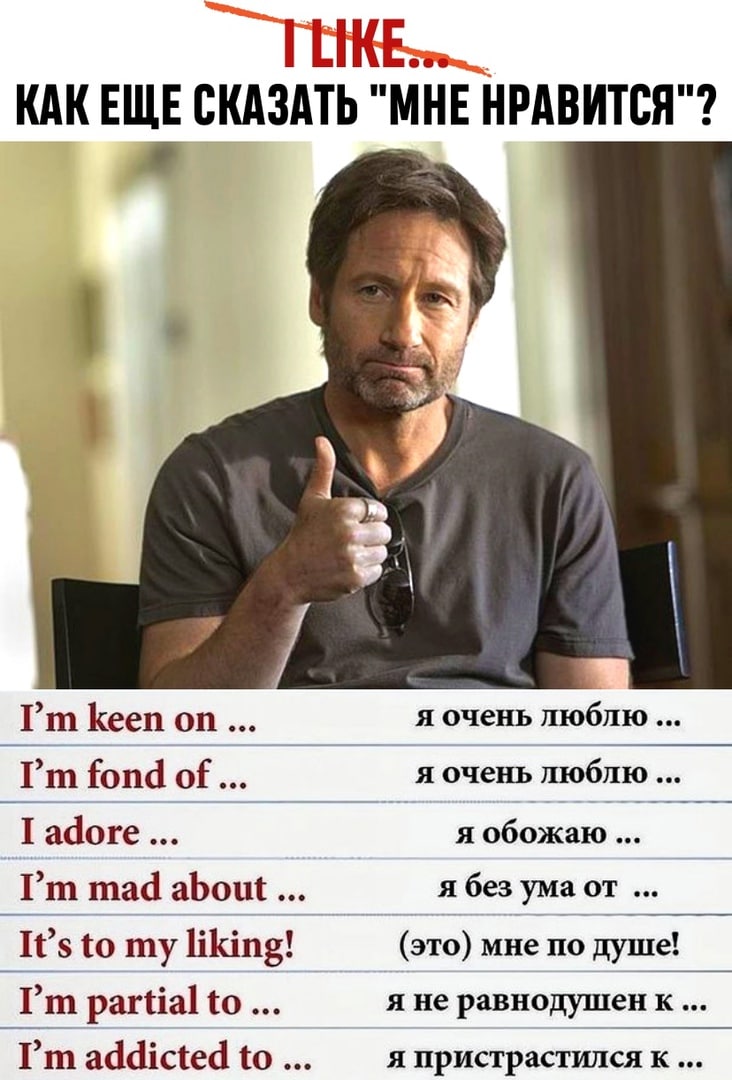 I LIKE...
КАК ЕЩЕ СКАЗАТЬ "МНЕ НРАВИТСЯ"?
I’m keen on ... я очень люблю ...
I’m fond of ... я очень люблю ...
I adore ... я обожаю ...
I’m mad about ... я без ума от ...
It’s to my liking! (это) мне по душе!
I’m partial to ... я не равнодушен к ...
I’m addicted to ... я пристрастился к ...